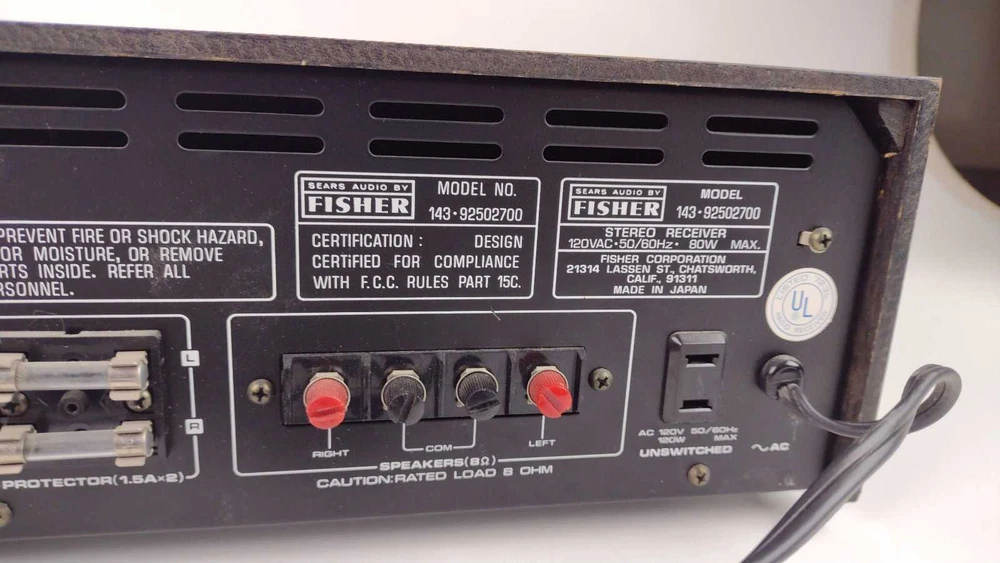 PREVENT FIRE OR SHOCK HAZARD,
OR MOISTURE, OR REMOVE
RTS INSIDE. REFER ALL
RSONNEL.
SEARS AUDIO BY
FISHER
MODEL NO.
143•92502700
CERTIFICATION: DESIGN
CERTIFIED FOR COMPLIANCE
WITH F.C.C. RULES PART 15C.
SEARS AUDIO BY
FISHER
MODEL
143•92502700
STEREO RECEIVER
120VAC•50/60Hz• 80W MAX.
FISHER CORPORATION
21314 LASSEN ST., CHATSWORTH,
CALIF., 91311
MADE IN JAPAN
LISTED
UL
L
R
PROTECTOR(1.5A×2)
RIGHT
COM
LEFT
SPEAKERS(8Ω)
CAUTION:RATED LOAD 8 OHM
AC 120V 50/60Hz
120W MAX
UNSWITCHED
~AC